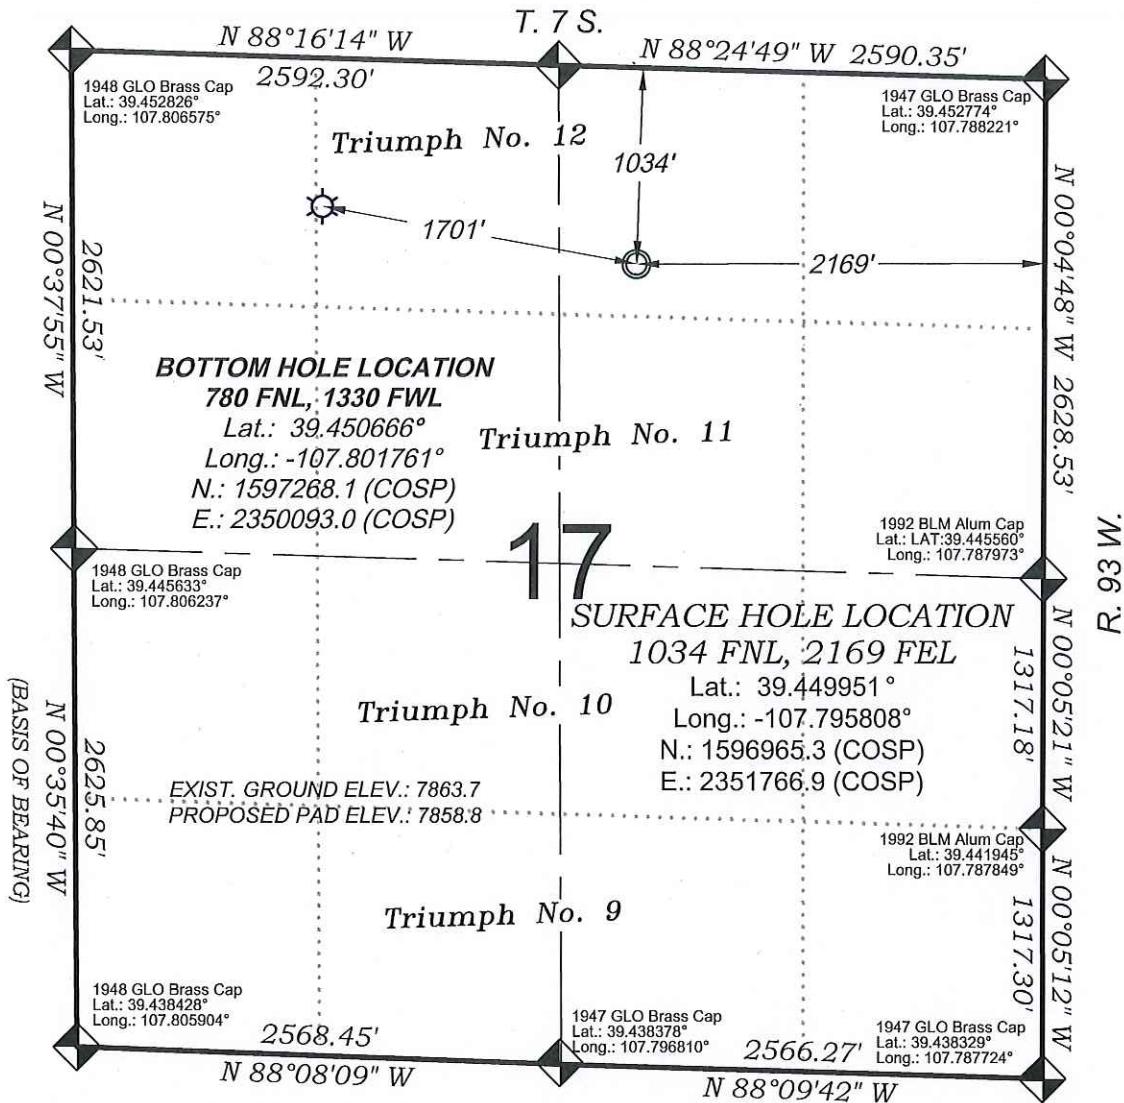 T. 7 S.
N 88°16'14" W
2592.30'
N 88°24'49" W 2590.35'
1948 GLO Brass Cap
Lat.: 39.452826°
Long.: 107.806575°
1947 GLO Brass Cap
Lat.: 39.452774°
Long.: 107.788221°
Triumph No. 12
1034'
1701'
2169'
N 00°37'55" W
2621.53'
N 00°04'48" W 2628.53'
BOTTOM HOLE LOCATION
780 FNL, 1330 FWL
Lat.: 39.450666°
Long.: -107.801761°
N.: 1597268.1 (COSP)
E.: 2350093.0 (COSP)
Triumph No. 11
17
1992 BLM Alum Cap
Lat.: LAT:39.445560°
Long.: 107.787973°
R. 93 W.
1948 GLO Brass Cap
Lat.: 39.445633°
Long.: 107.806237°
SURFACE HOLE LOCATION
1034 FNL, 2169 FEL
Lat.: 39.449951°
Long.: -107.795808°
N.: 1596965.3 (COSP)
E.: 2351766.9 (COSP)
N 00°05'21" W
1317.18'
Triumph No. 10
(BASIS OF BEARING)
N 00°35'40" W
2625.85'
EXIST. GROUND ELEV.: 7863.7
PROPOSED PAD ELEV.: 7858.8
1992 BLM Alum Cap
Lat.: 39.441945°
Long.: 107.787849°
N 00°05'12" W
1317.30'
Triumph No. 9
1948 GLO Brass Cap
Lat.: 39.438428°
Long.: 107.805904°
2568.45'
N 88°08'09" W
1947 GLO Brass Cap
Lat.: 39.438378°
Long.: 107.796810°
2566.27'
N 88°09'42" W
1947 GLO Brass Cap
Lat.: 39.438329°
Long.: 107.787724°